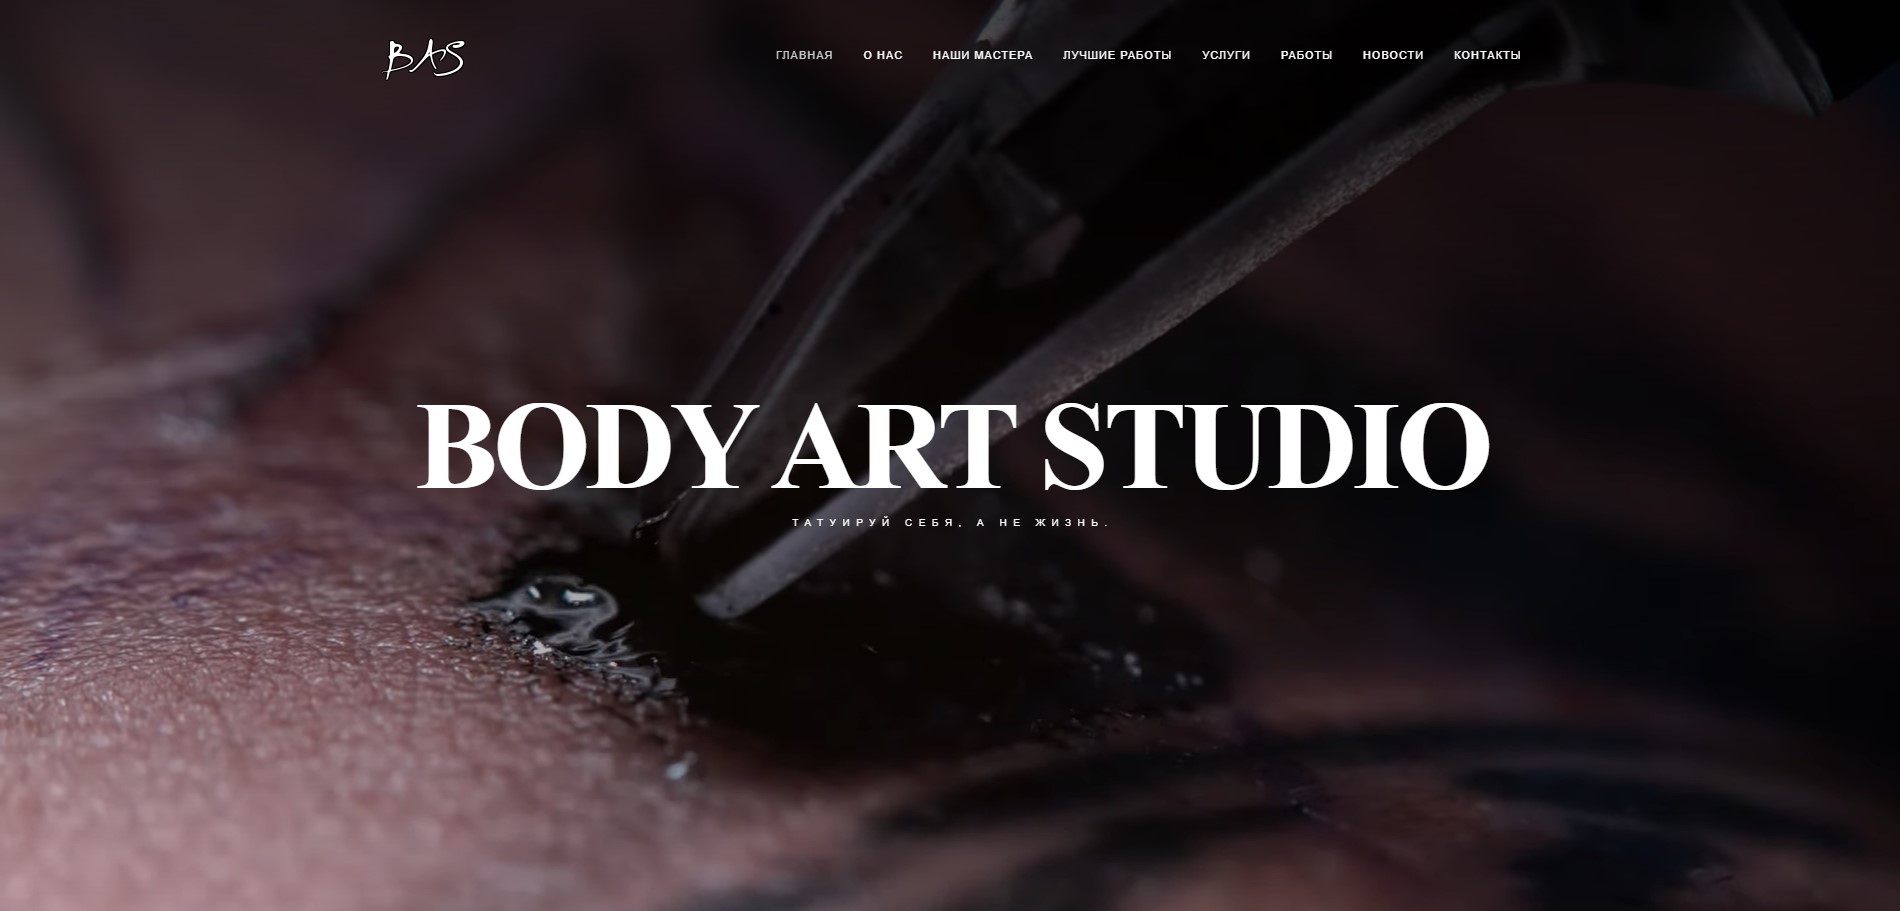 BAS
ГЛАВНАЯ О НАС НАШИ МАСТЕРА ЛУЧШИЕ РАБОТЫ УСЛУГИ РАБОТЫ НОВОСТИ КОНТАКТЫ
BODY ART STUDIO
ТАТУИРУЙ СЕБЯ, А НЕ ЖИЗНЬ.